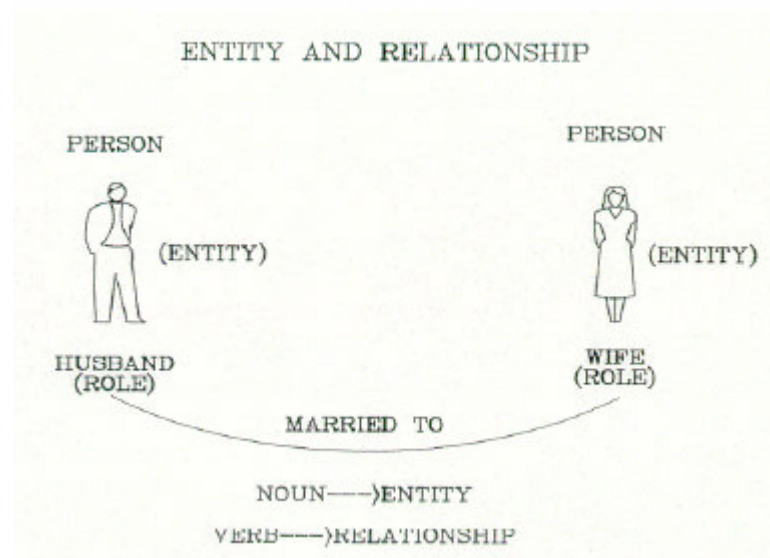 ENTITY AND RELATIONSHIP
PERSON
PERSON
(ENTITY)
(ENTITY)
HUSBAND
(ROLE)
WIFE
(ROLE)
MARRIED TO
NOUN--->ENTITY
VERB--->RELATIONSHIP